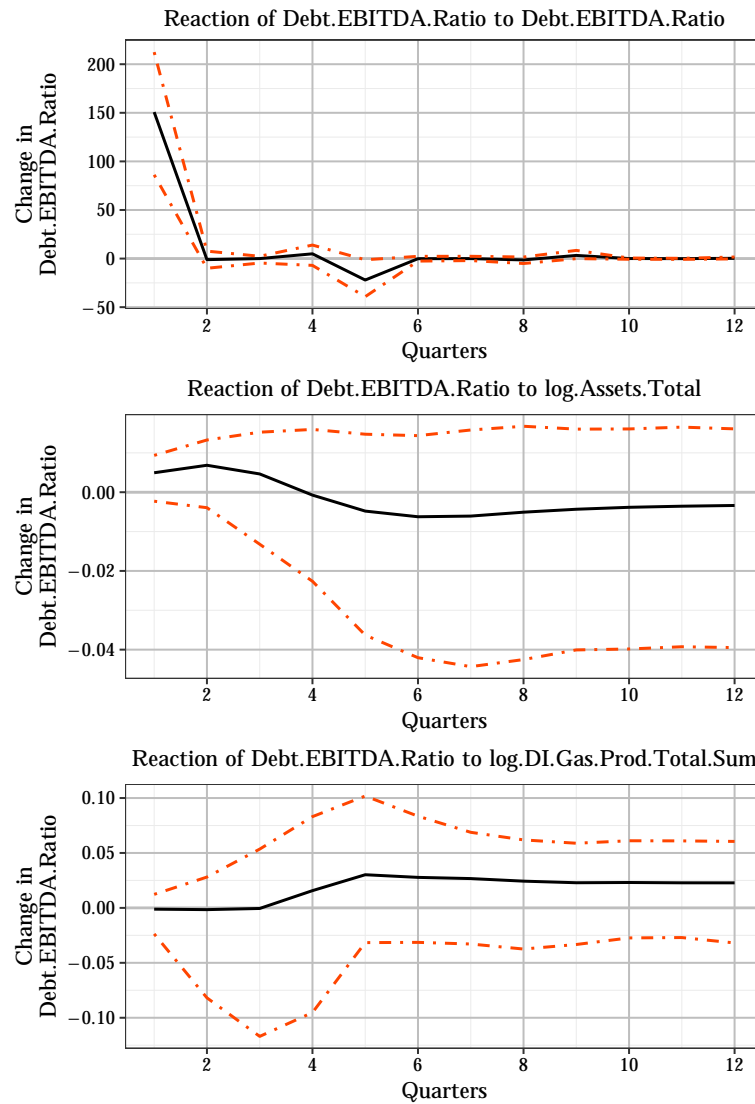 Reaction of Debt.EBITDA.Ratio to Debt.EBITDA.Ratio
Change in
Debt.EBITDA.Ratio
200
150
100
50
0
−50
2 4 6 8 10 12
Quarters
Reaction of Debt.EBITDA.Ratio to log.Assets.Total
Change in
Debt.EBITDA.Ratio
0.00
−0.02
−0.04
2 4 6 8 10 12
Quarters
Reaction of Debt.EBITDA.Ratio to log.DI.Gas.Prod.Total.Sum
Change in
Debt.EBITDA.Ratio
0.10
0.05
0.00
−0.05
−0.10
2 4 6 8 10 12
Quarters